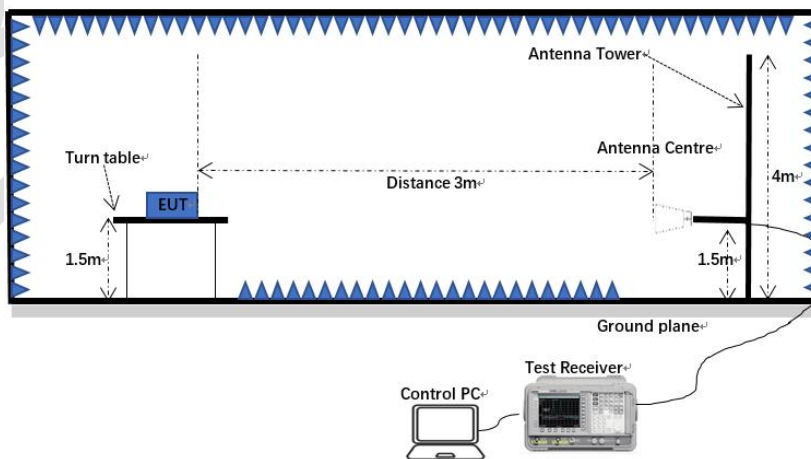 Antenna Tower
Antenna Centre
Turn table
Distance 3m
4m
EUT
1.5m
1.5m
Ground plane
Test Receiver
Control PC